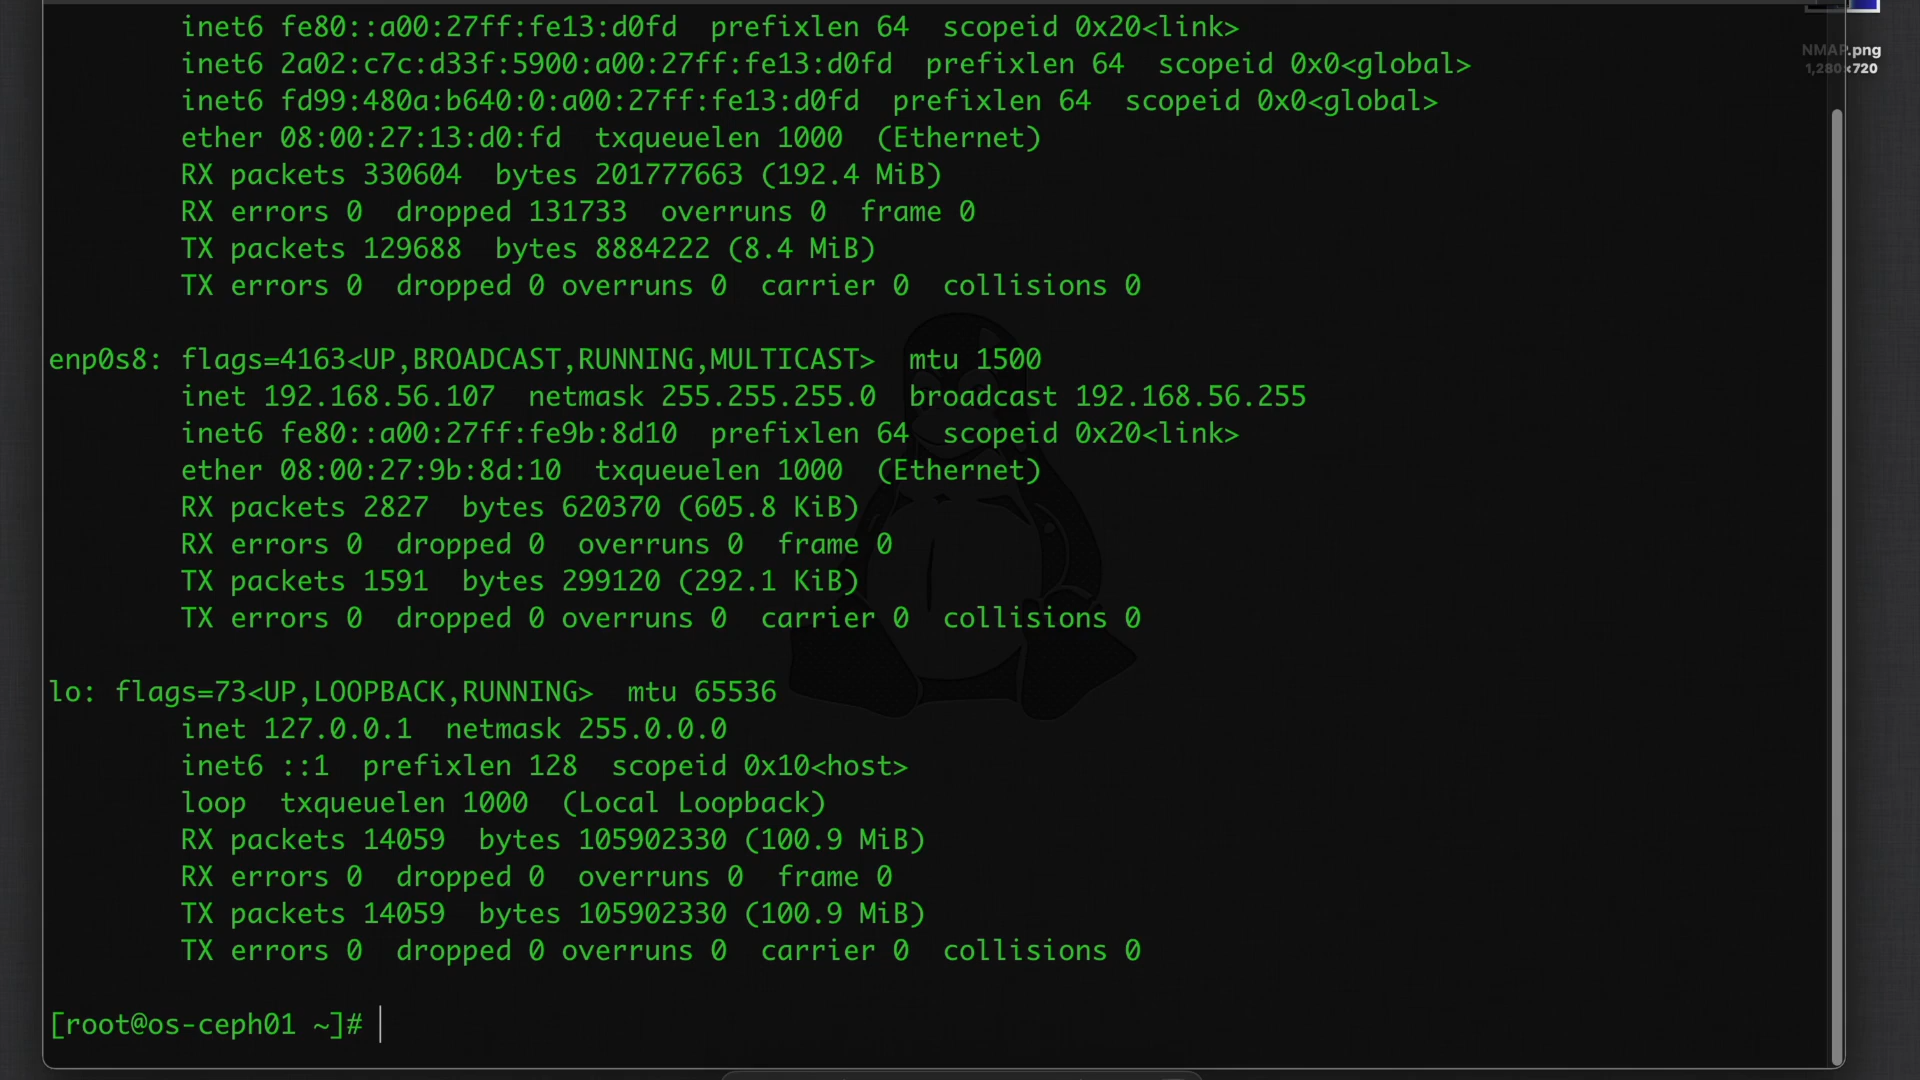 inet6 fe80::a00:27ff:fe13:d0fd  prefixlen 64  scopeid 0x20<link>
inet6 2a02:c7c:d33f:5900:a00:27ff:fe13:d0fd  prefixlen 64  scopeid 0x0<global>
inet6 fd99:480a:b640:0:a00:27ff:fe13:d0fd  prefixlen 64  scopeid 0x0<global>
ether 08:00:27:13:d0:fd  txqueuelen 1000  (Ethernet)
RX packets 330604  bytes 201777663 (192.4 MiB)
RX errors 0  dropped 131733  overruns 0  frame 0
TX packets 129688  bytes 8884222 (8.4 MiB)
TX errors 0  dropped 0 overruns 0  carrier 0  collisions 0
enp0s8: flags=4163<UP,BROADCAST,RUNNING,MULTICAST>  mtu 1500
inet 192.168.56.107  netmask 255.255.255.0  broadcast 192.168.56.255
inet6 fe80::a00:27ff:fe9b:8d10  prefixlen 64  scopeid 0x20<link>
ether 08:00:27:9b:8d:10  txqueuelen 1000  (Ethernet)
RX packets 2827  bytes 620370 (605.8 KiB)
RX errors 0  dropped 0  overruns 0  frame 0
TX packets 1591  bytes 299120 (292.1 KiB)
TX errors 0  dropped 0 overruns 0  carrier 0  collisions 0
lo: flags=73<UP,LOOPBACK,RUNNING>  mtu 65536
inet 127.0.0.1  netmask 255.0.0.0
inet6 ::1  prefixlen 128  scopeid 0x10<host>
loop  txqueuelen 1000  (Local Loopback)
RX packets 14059  bytes 105902330 (100.9 MiB)
RX errors 0  dropped 0  overruns 0  frame 0
TX packets 14059  bytes 105902330 (100.9 MiB)
TX errors 0  dropped 0 overruns 0  carrier 0  collisions 0
[root@os-ceph01 ~]#
NMAP.png
1,280×720